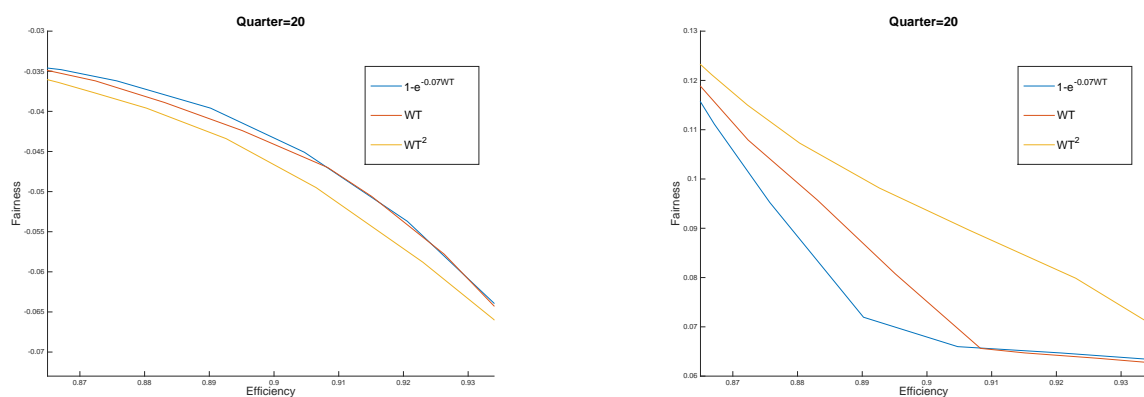 Quarter=20
-0.03
-0.035
-0.04
-0.045
-0.05
-0.055
-0.06
-0.065
-0.07
Fairness
0.87 0.88 0.89 0.9 0.91 0.92 0.93
Efficiency
1-e^-0.07WT
WT
WT^2
Quarter=20
0.13
0.12
0.11
0.1
0.09
0.08
0.07
0.06
Fairness
0.87 0.88 0.89 0.9 0.91 0.92 0.93
Efficiency
1-e^-0.07WT
WT
WT^2